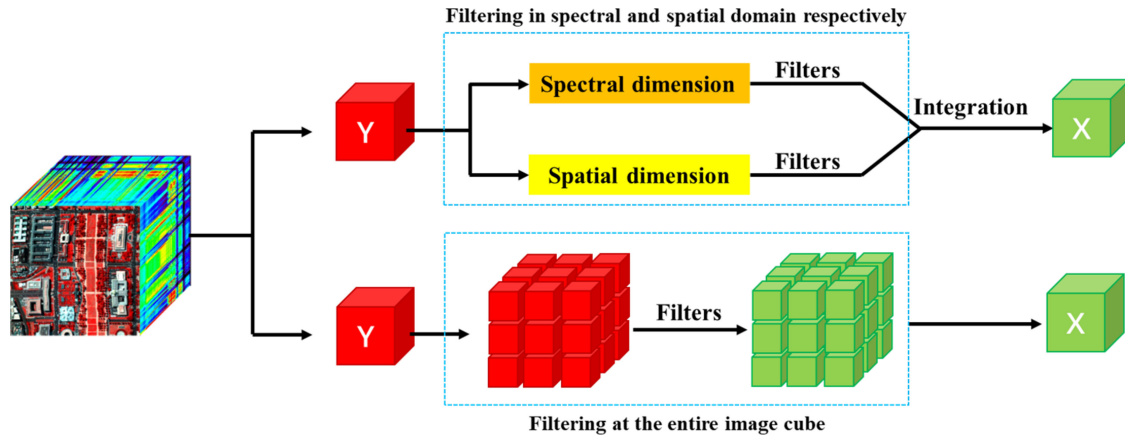 Filtering in spectral and spatial domain respectively
Y
Spectral dimension
Filters
Integration
X
Spatial dimension
Filters
Y
Filters
X
Filtering at the entire image cube